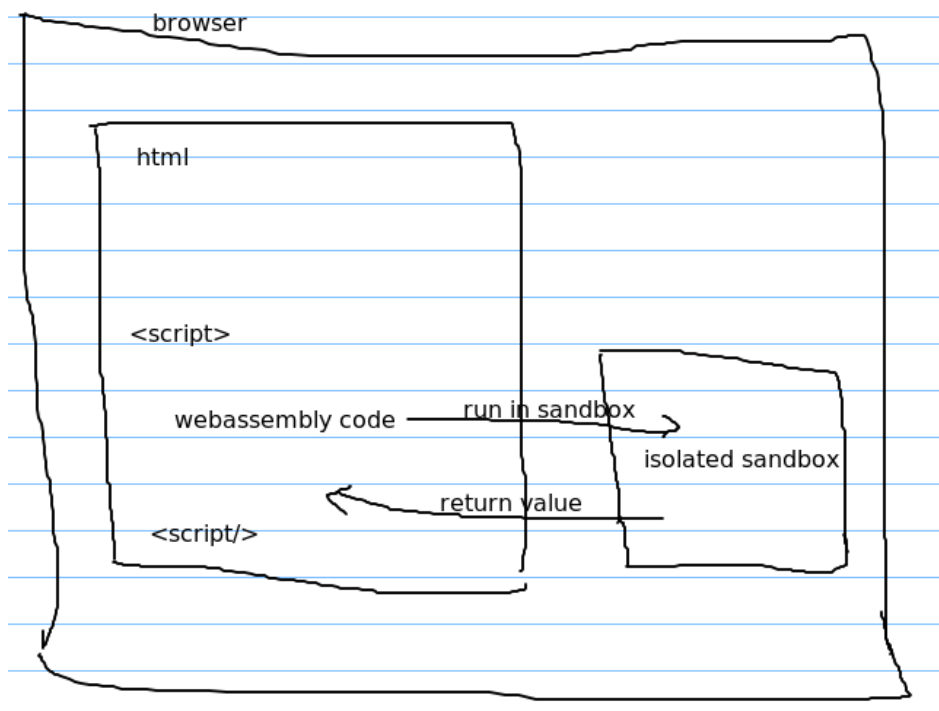 browser
html
<script>
run in sandbox
webassembly code
isolated sandbox
return value
<script/>